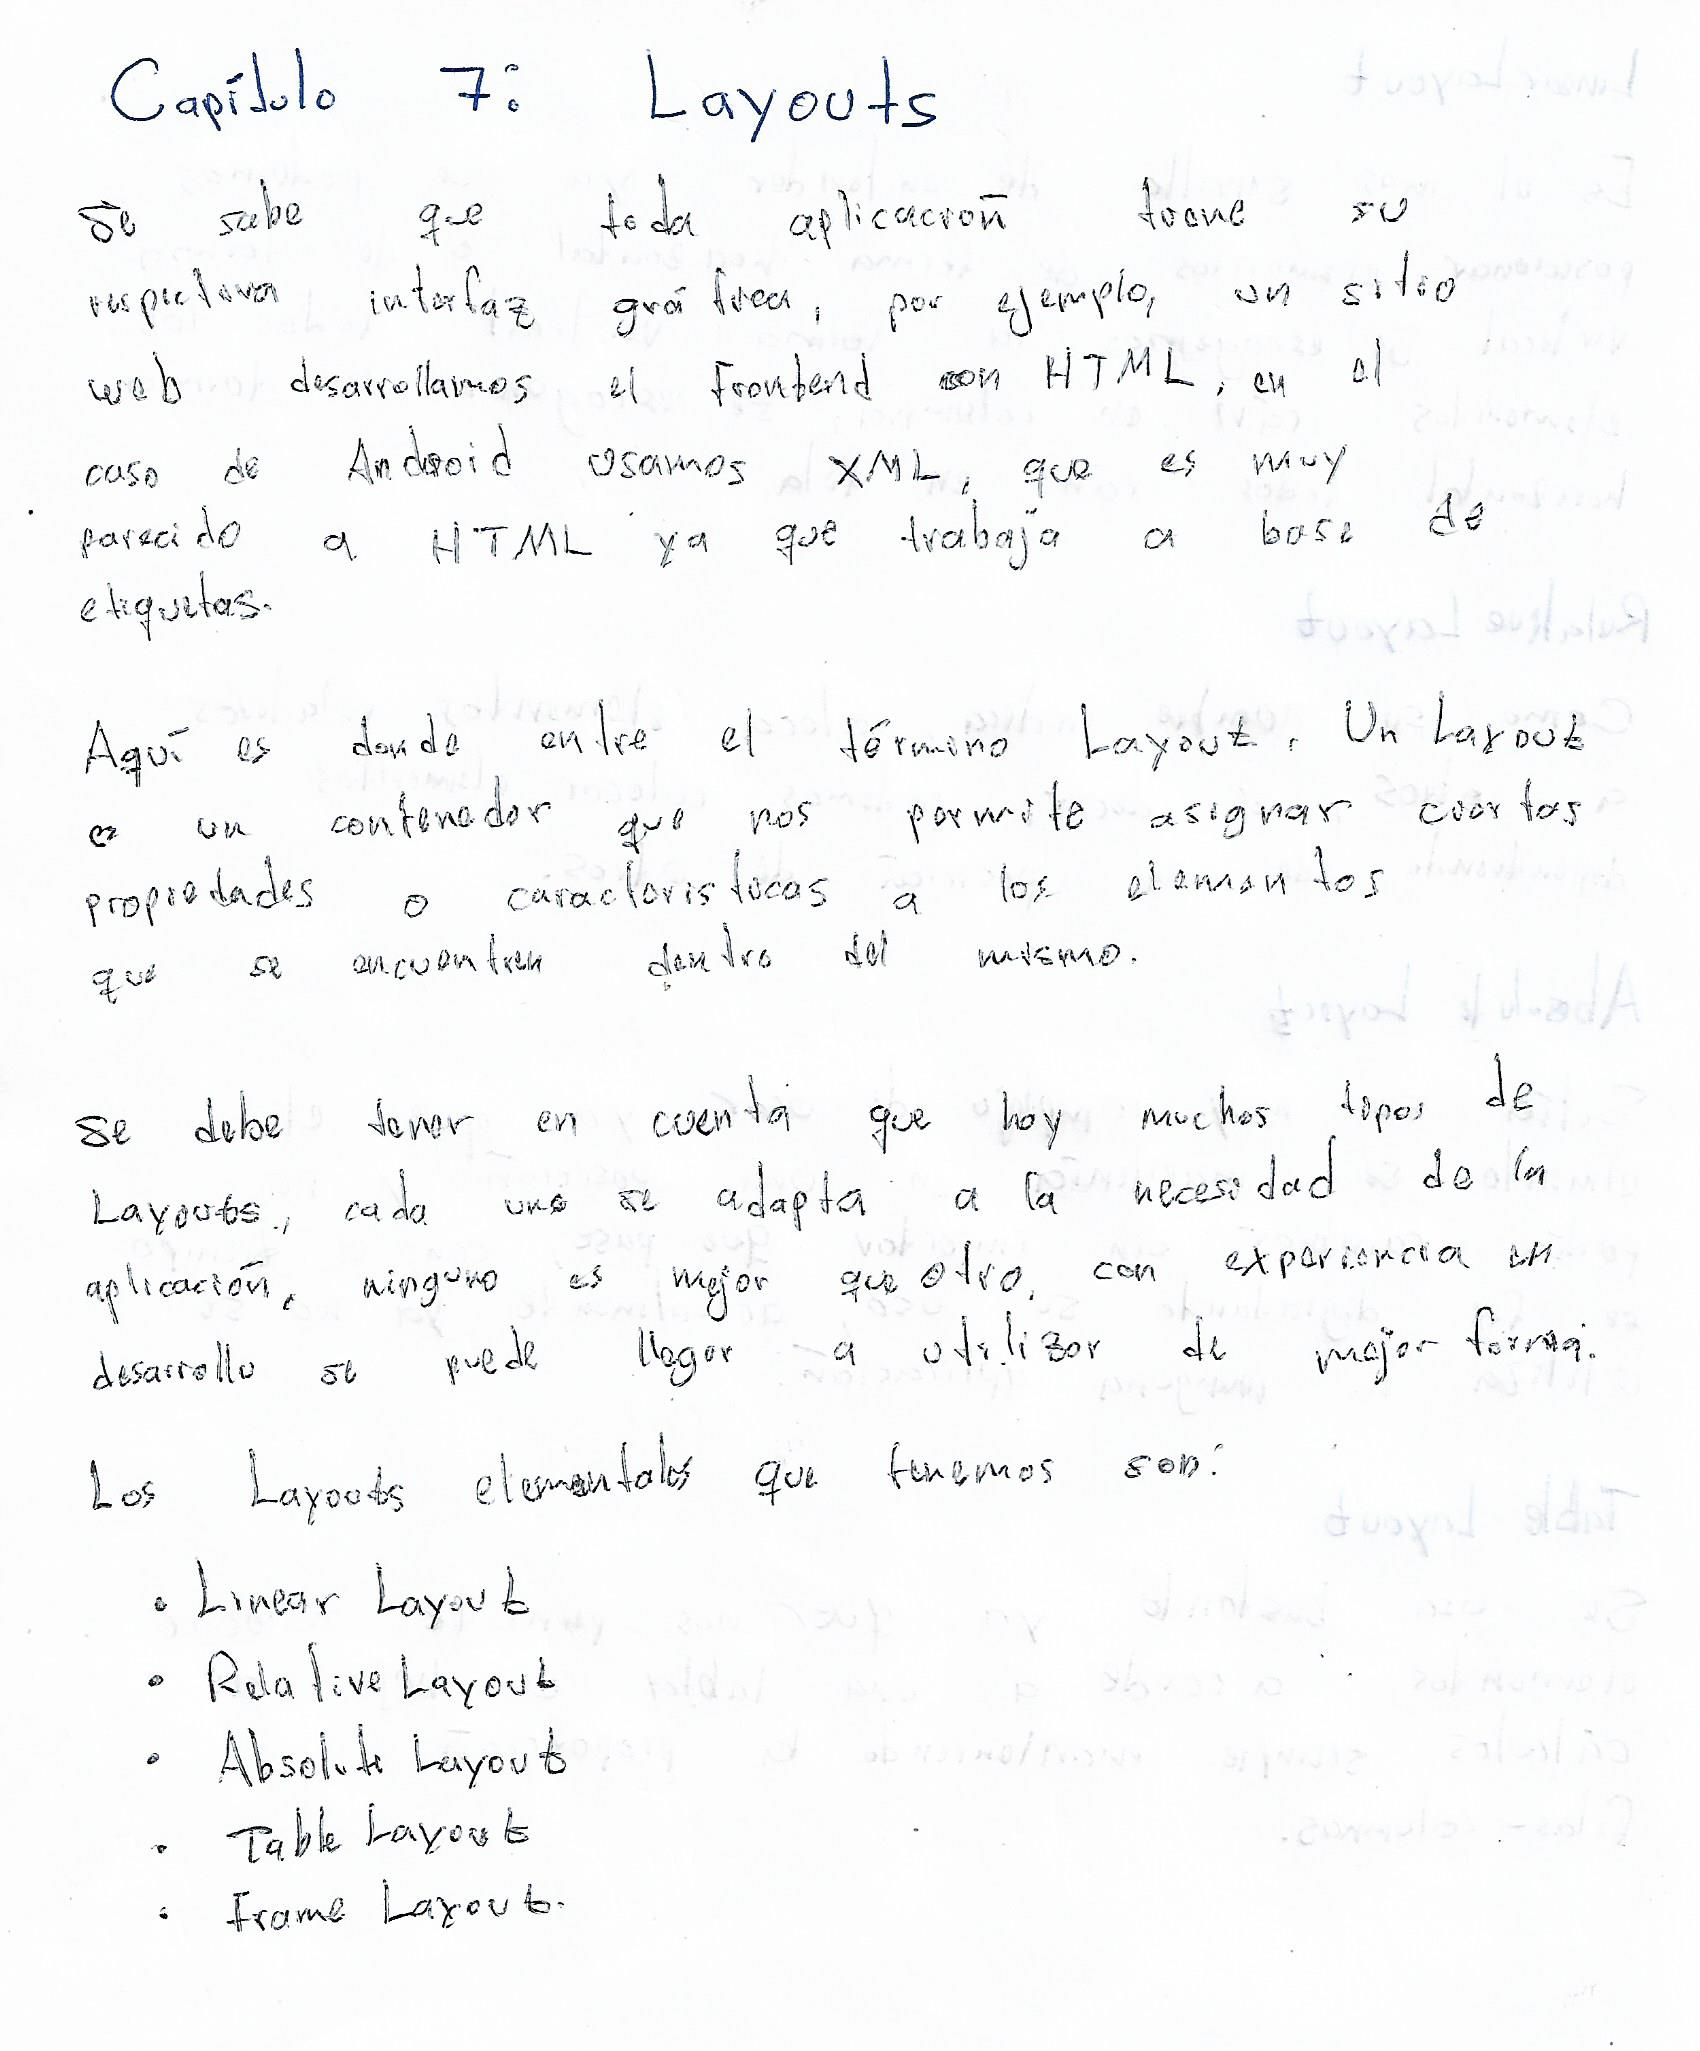 Capítulo 7: Layouts
Se sabe que toda aplicación tiene su
respectiva interfaz gráfica, por ejemplo, un sitio
web desarrollamos el Frontend con HTML, en el
caso de Android usamos XML, que es muy
parecido a HTML ya que trabaja a base de
etiquetas.
Aquí es donde entre el término Layout. Un Layout
es un contenedor que nos permite asignar ciertas
propiedades o características a los elementos
que se encuentren dentro del mismo.
Se debe tener en cuenta que hay muchos tipos de
Layouts, cada uno se adapta a la necesidad de la
aplicación, ninguno es mejor que otro, con experiencia en
desarrollo se puede llegar a utilizar de mejor forma.
Los Layouts elementales que tenemos son:
• Linear Layout
• Relative Layout
• Absolute Layout
• Table Layout
• Frame Layout.